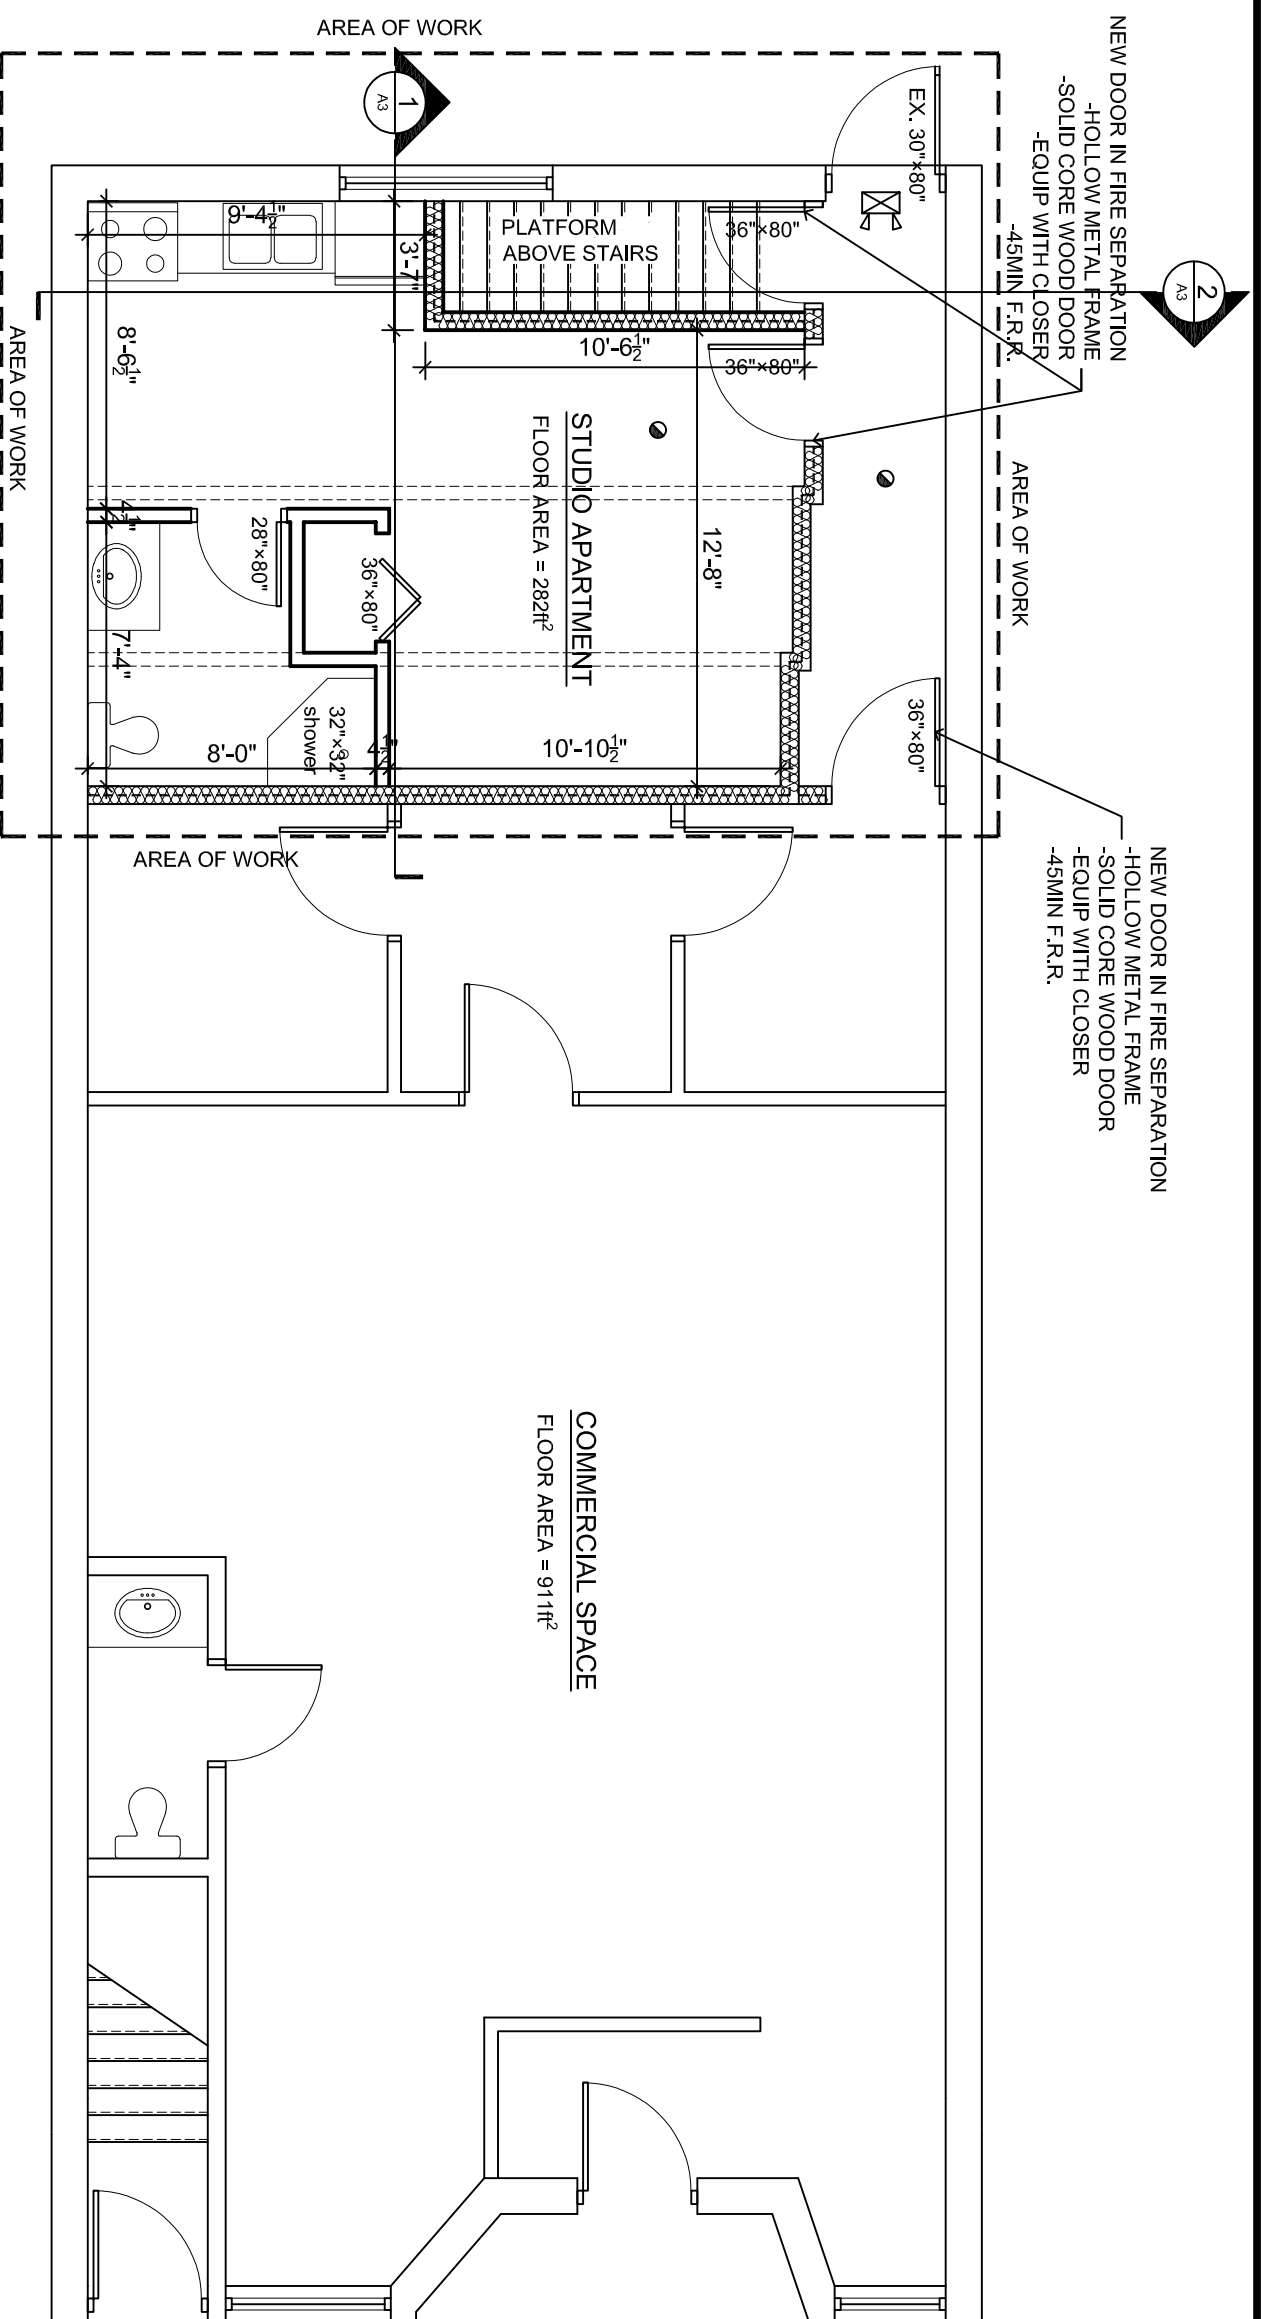 AREA OF WORK
1
A3
EX. 30"×80"
NEW DOOR IN FIRE SEPARATION
-HOLLOW METAL FRAME
-SOLID CORE WOOD DOOR
-EQUIP WITH CLOSER
-45MIN F.R.R.
2
A3
9'-4½"
3'-7"
PLATFORM
ABOVE STAIRS
36"×80"
10'-6½"
36"×80"
8'-6½"
AREA OF WORK
STUDIO APARTMENT
FLOOR AREA = 282ft²
AREA OF WORK
12'-8"
4½"
28"×80"
36"×80"
7'-4"
8'-0"
32"×32"
shower
4½"
10'-10½"
36"×80"
AREA OF WORK
NEW DOOR IN FIRE SEPARATION
-HOLLOW METAL FRAME
-SOLID CORE WOOD DOOR
-EQUIP WITH CLOSER
-45MIN F.R.R.
COMMERCIAL SPACE
FLOOR AREA = 911ft²